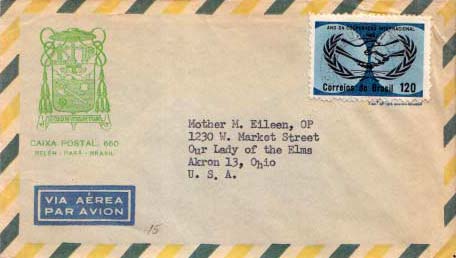 ANO DA COOPERAÇÃO INTERNACIONAL
Correios do Brasil 120
CAIXA POSTAL, 660
BELÉM - PARÁ - BRASIL
Mother M. Eileen, OP
1230 W. Market Street
Our Lady of the Elms
Akron 13, Ohio
U. S. A.
VIA AÉREA
PAR AVION
15